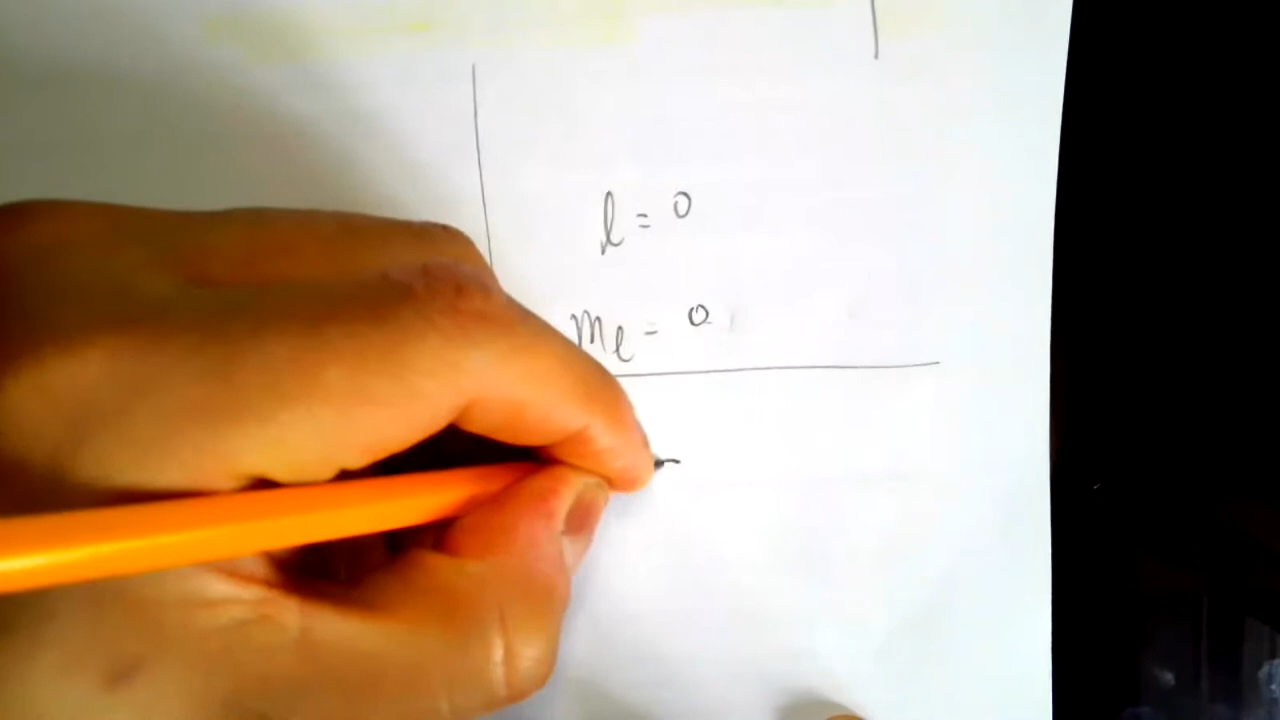 l = 0
mℓ = 0